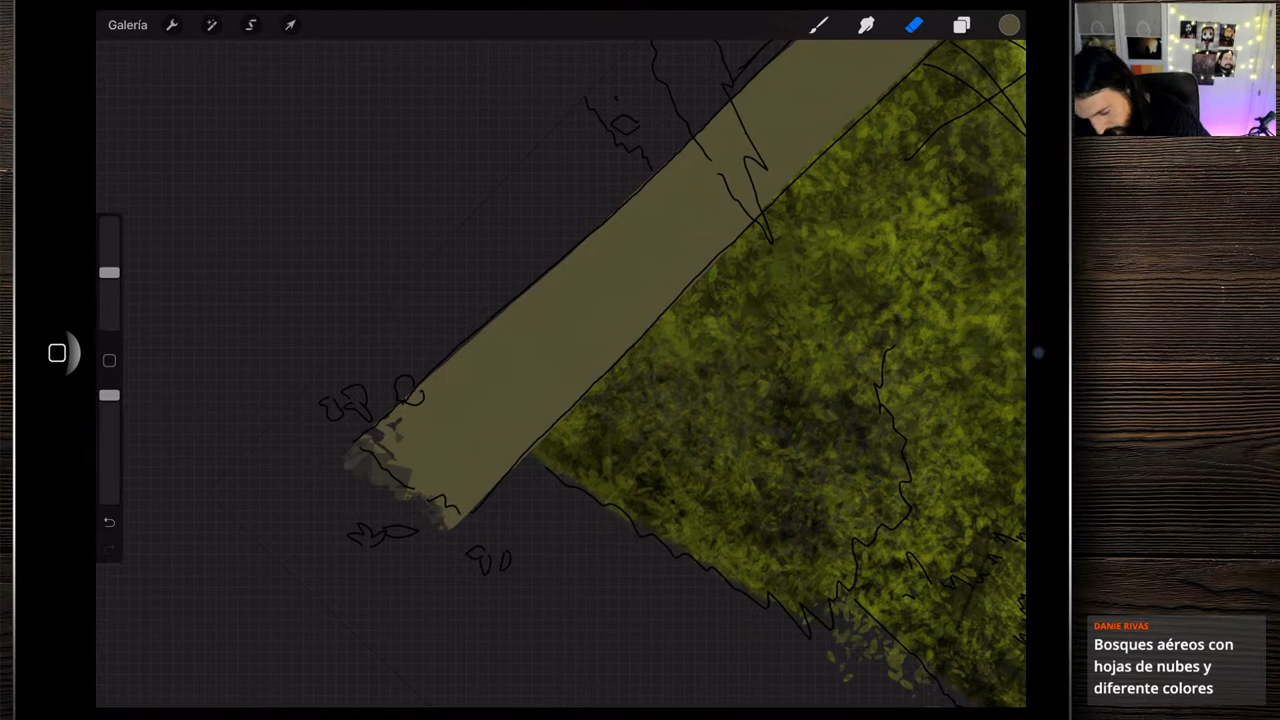 Galería
DANIE RIVAS
Bosques aéreos con
hojas de nubes y
diferente colores